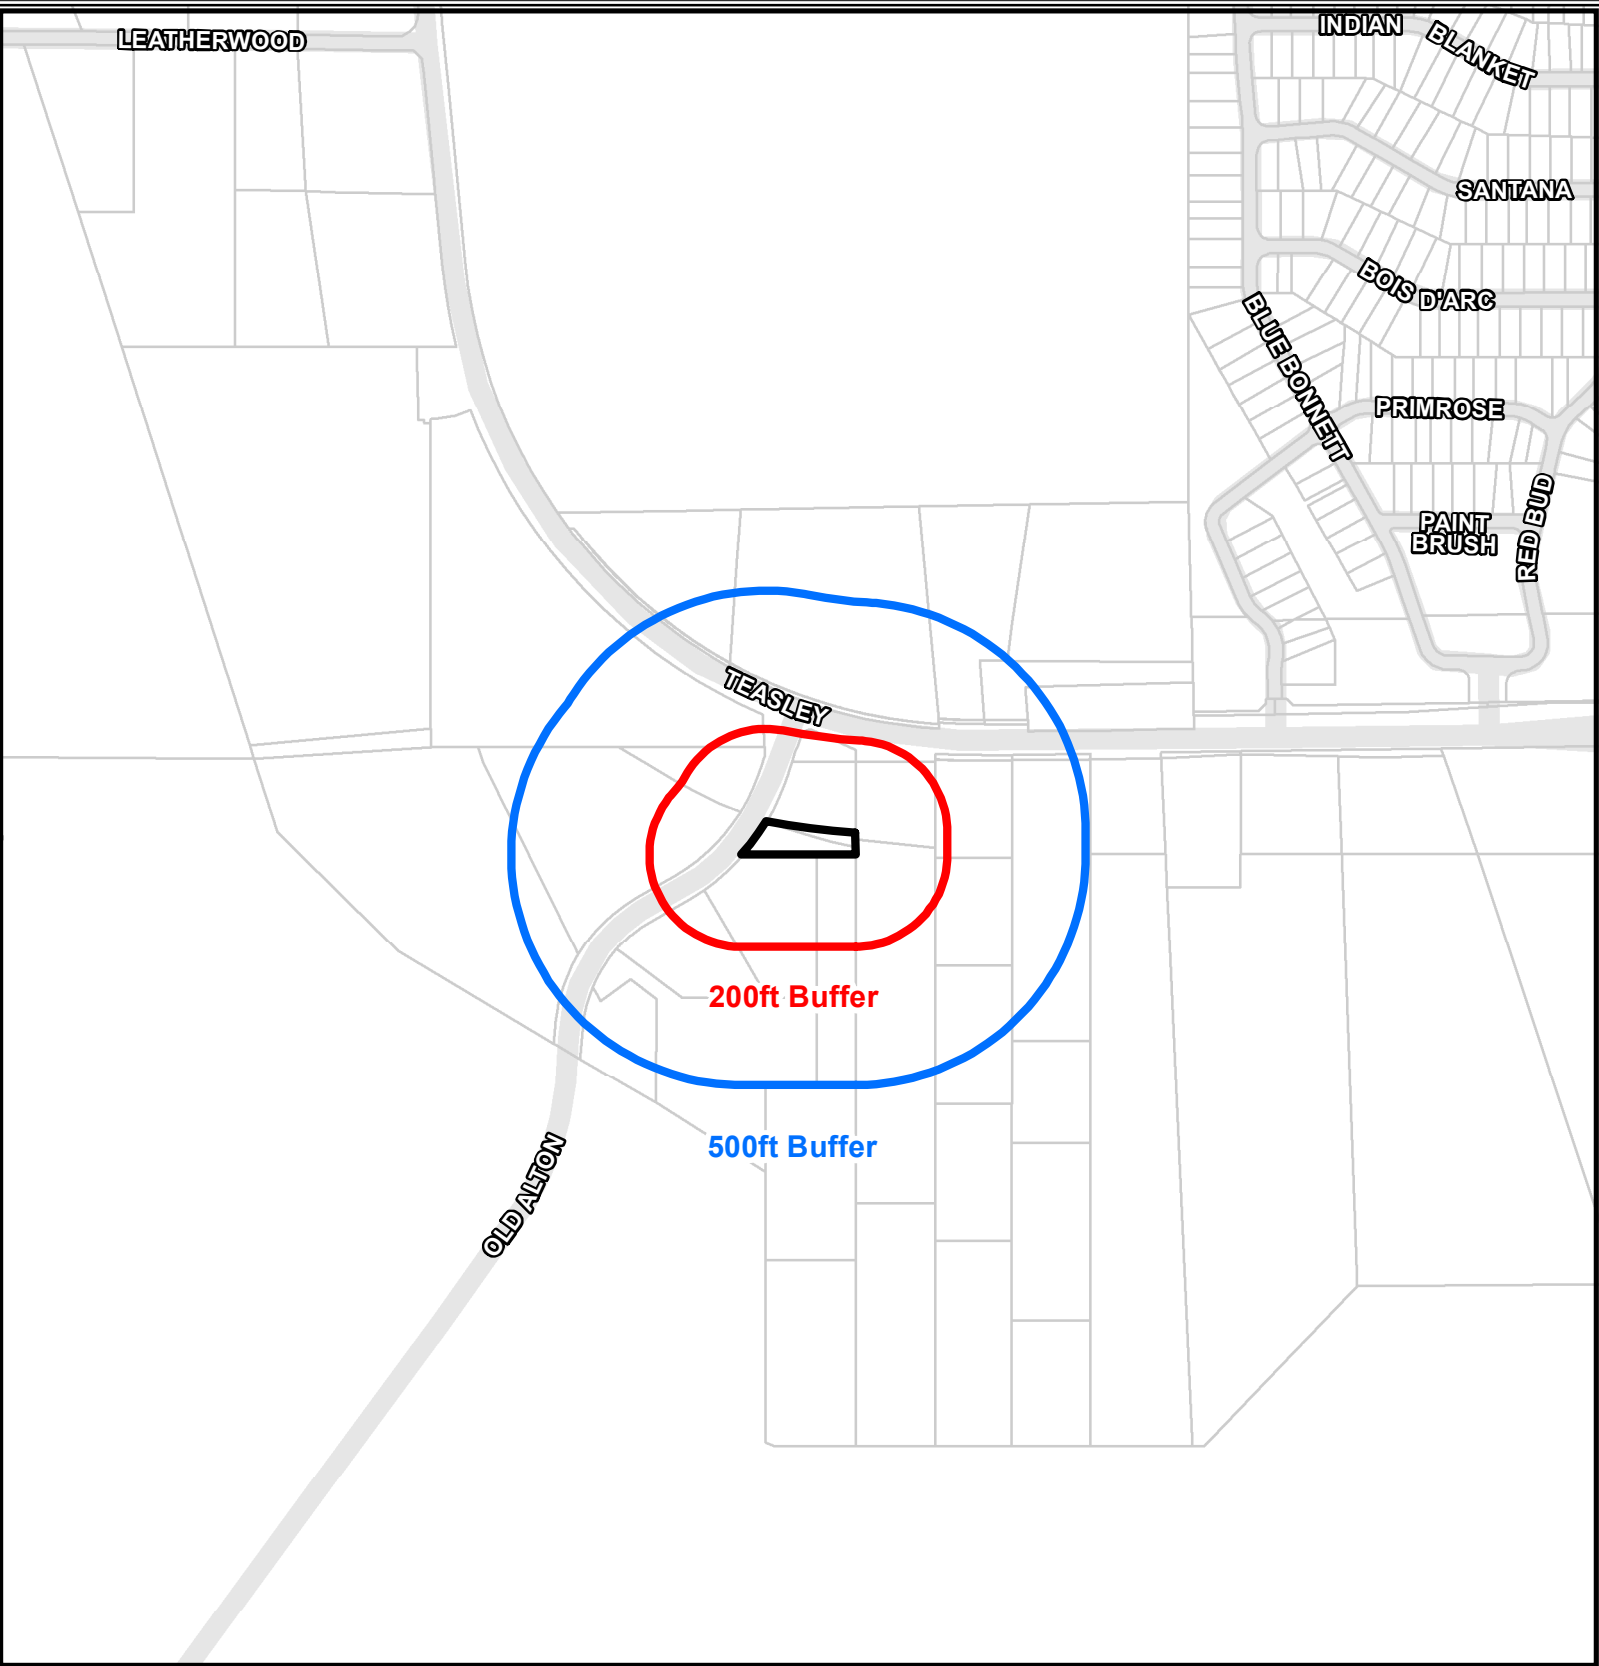 LEATHERWOOD
INDIAN
BLANKET
SANTANA
BOIS D'ARC
BLUE BONNETT
PRIMROSE
RED BUD
PAINT
BRUSH
TEASLEY
200ft Buffer
500ft Buffer
OLD ALTON